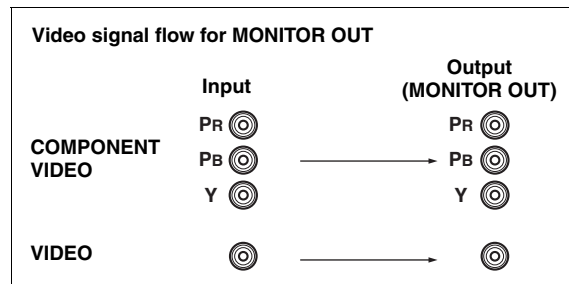 Video signal flow for MONITOR OUT
Input
Output
(MONITOR OUT)
COMPONENT
VIDEO
PR
PR
PB
PB
Y
Y
VIDEO